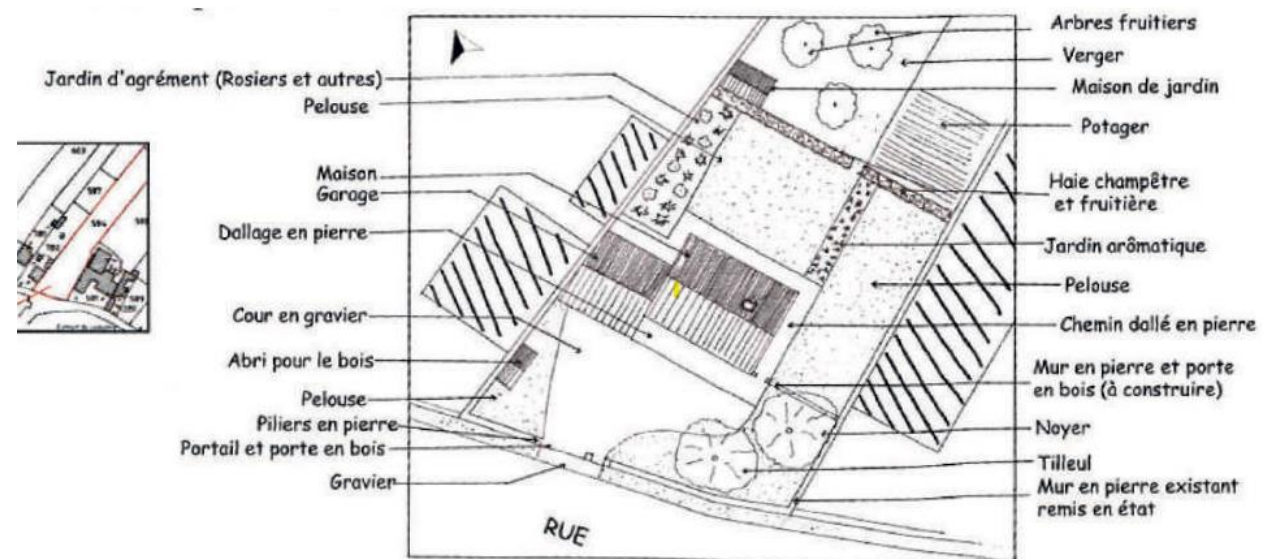 Jardin d'agrément (Rosiers et autres)
Pelouse
Maison
Garage
Dallage en pierre
Cour en gravier
Abri pour le bois
Pelouse
Piliers en pierre
Portail et porte en bois
Gravier
RUE
Arbres fruitiers
Verger
Maison de jardin
Potager
Haie champêtre
et fruitière
Jardin arômatique
Pelouse
Chemin dallé en pierre
Mur en pierre et porte
en bois (à construire)
Noyer
Tilleul
Mur en pierre existant
remis en état